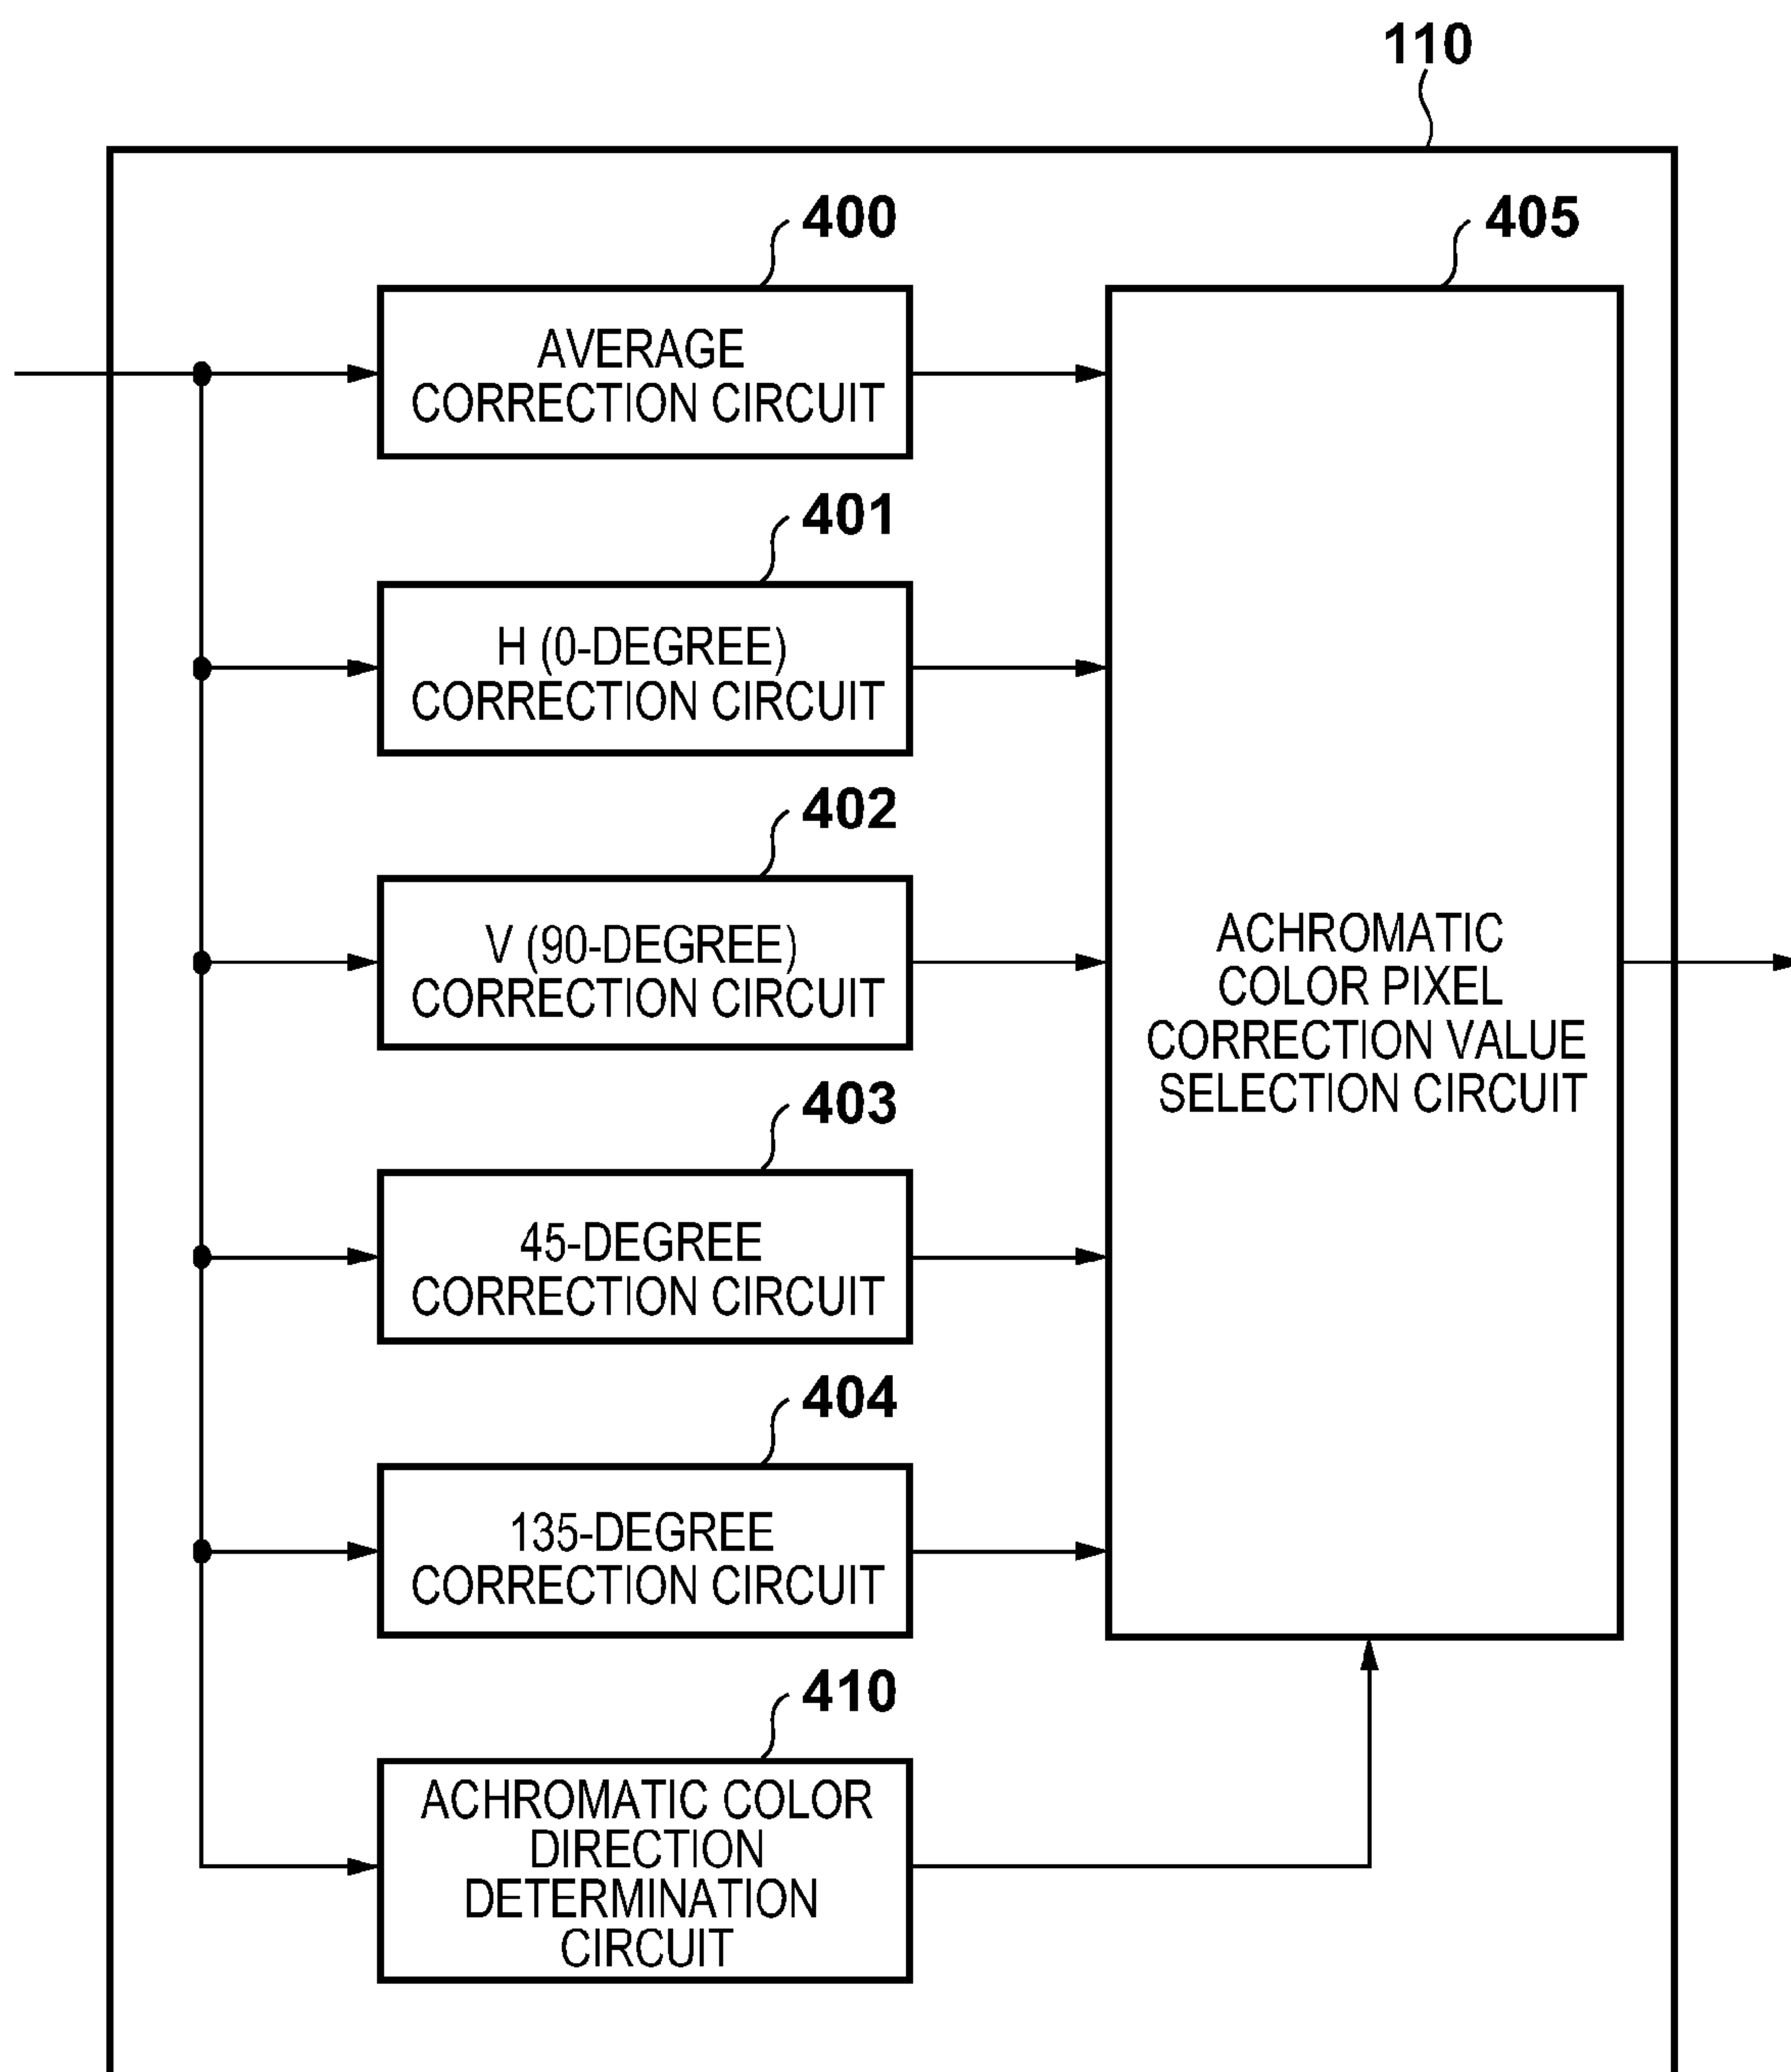 110
400
405
AVERAGE
CORRECTION CIRCUIT
401
H (0-DEGREE)
CORRECTION CIRCUIT
402
V (90-DEGREE)
CORRECTION CIRCUIT
ACHROMATIC
COLOR PIXEL
CORRECTION VALUE
SELECTION CIRCUIT
403
45-DEGREE
CORRECTION CIRCUIT
404
135-DEGREE
CORRECTION CIRCUIT
410
ACHROMATIC COLOR
DIRECTION
DETERMINATION
CIRCUIT